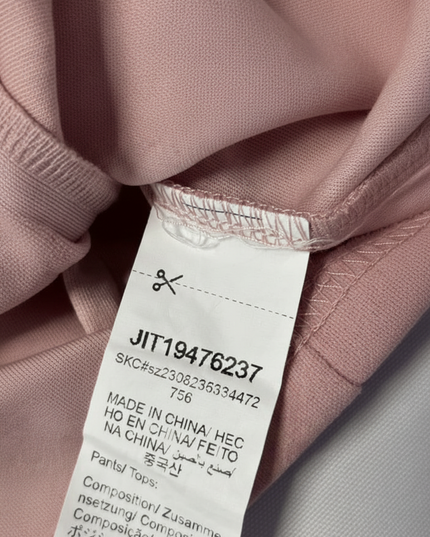 JIT19476237
SKC#sz2308236334472
756
MADE IN CHINA/ HEC
HO EN CHINA/ FEITO
NA CHINA/ صنع بالصين/
중국산
Pants/ Tops:
Composition/ Zusamme
nsetzung/ Compos
Composição